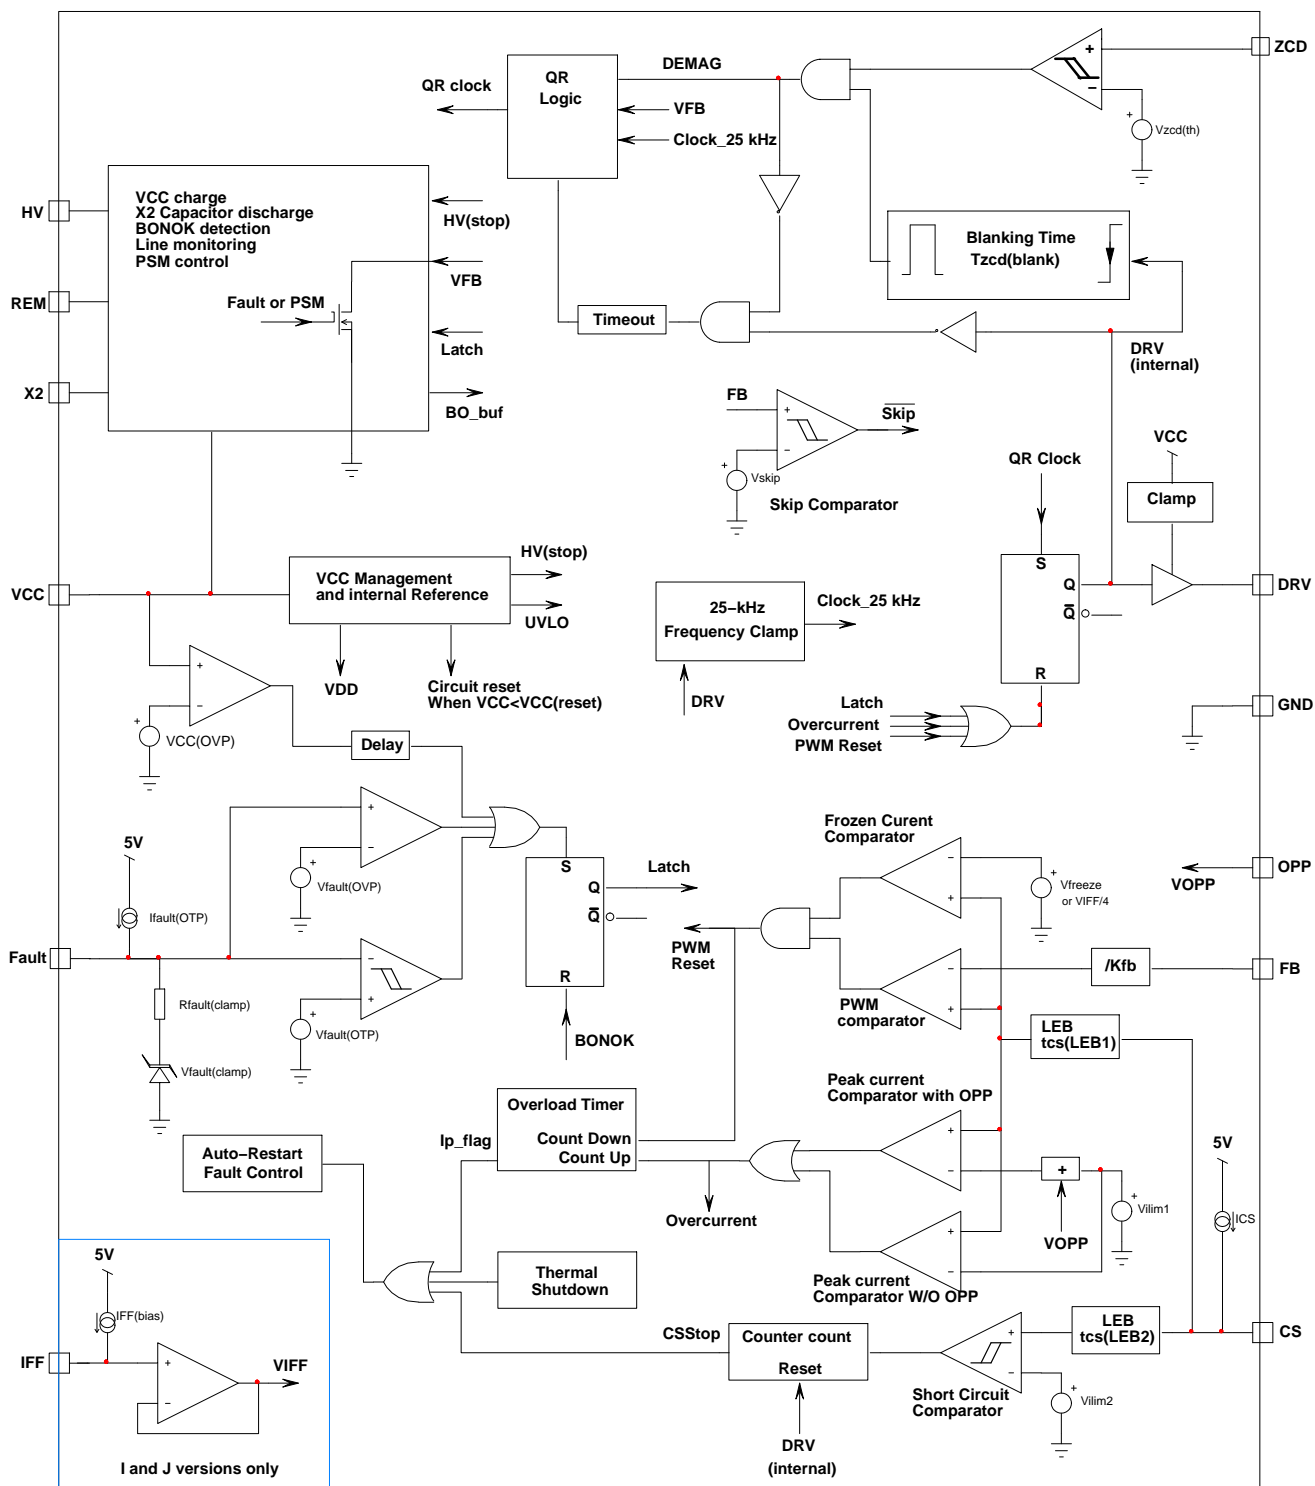 ZCD
DEMAG
QR
Logic
QR clock
VFB
Clock_25 kHz
+
−
+
Vzcd(th)
VCC charge
X2 Capacitor discharge
BONOK detection
Line monitoring
PSM control
HV
HV(stop)
Blanking Time
Tzcd(blank)
VFB
REM
Fault or PSM
Timeout
Latch
DRV
(internal)
X2
BO_buf
FB
+
−
Skip
+
Vskip
Skip Comparator
VCC
QR Clock
Clamp
HV(stop)
VCC
VCC Management
and internal Reference
UVLO
S
Q
Q
R
DRV
25−kHz
Frequency Clamp
Clock_25 kHz
DRV
VDD
Circuit reset
When VCC<VCC(reset)
+
−
+
VCC(OVP)
Delay
Latch
Overcurrent
PWM Reset
GND
5V
Ifault(OTP)
+
−
+
Vfault(OVP)
S
Q
Q
R
Latch
Frozen Curent
Comparator
−
+
+
Vfreeze
or VIFF/4
OPP
VOPP
Fault
−
+
+
Vfault(OTP)
Rfault(clamp)
Vfault(clamp)
BONOK
PWM
Reset
−
+
PWM
comparator
/Kfb
FB
LEB
tcs(LEB1)
Overload Timer
Count Down
Count Up
Ip_flag
Peak current
Comparator with OPP
+
−
+
+
Vilim1
VOPP
5V
ICS
Auto−Restart
Fault Control
Overcurrent
+
−
Peak current
Comparator W/O OPP
Thermal
Shutdown
5V
IFF(bias)
IFF
+
−
VIFF
I and J versions only
CSStop
Counter count
Reset
DRV
(internal)
+
−
Short Circuit
Comparator
+
Vilim2
LEB
tcs(LEB2)
CS